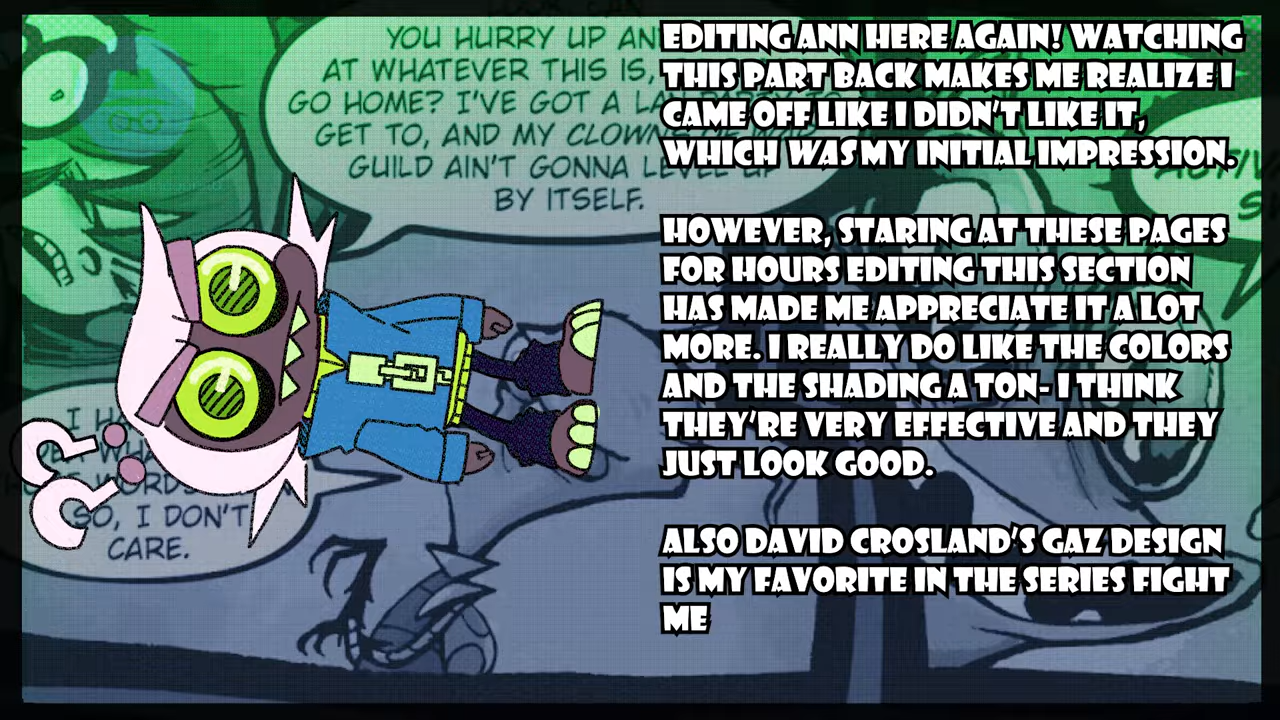 YOU HURRY UP AN
AT WHATEVER THIS IS,
GO HOME? I'VE GOT A LAN
GET TO, AND MY CLOWNS
GUILD AIN'T GONNA LEVEL UP
BY ITSELF.
EDITING ANN HERE AGAIN! WATCHING
THIS PART BACK MAKES ME REALIZE I
CAME OFF LIKE I DIDN'T LIKE IT,
WHICH WAS MY INITIAL IMPRESSION.
HOWEVER, STARING AT THESE PAGES
FOR HOURS EDITING THIS SECTION
HAS MADE ME APPRECIATE IT A LOT
MORE. I REALLY DO LIKE THE COLORS
AND THE SHADING A TON- I THINK
THEY'RE VERY EFFECTIVE AND THEY
JUST LOOK GOOD.
ALSO DAVID CROSLAND'S GAZ DESIGN
IS MY FAVORITE IN THE SERIES FIGHT
ME
I
SO, I DON'T
CARE.
??